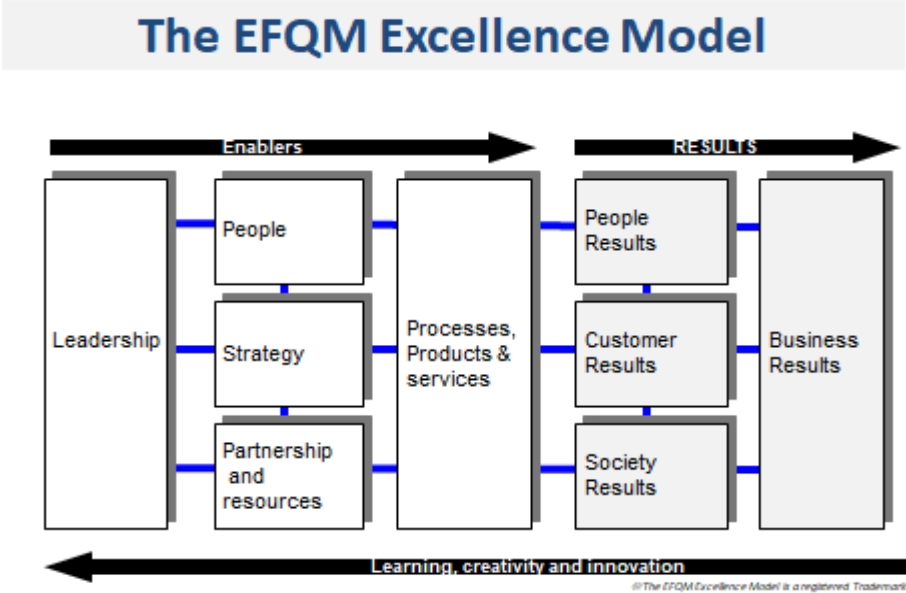 The EFQM Excellence Model
Enablers
RESULTS
Leadership
People
Strategy
Partnership
and
resources
Processes,
Products &
services
People
Results
Customer
Results
Society
Results
Business
Results
Learning, creativity and innovation
©The EFQM Excellence Model is a registered Trademark